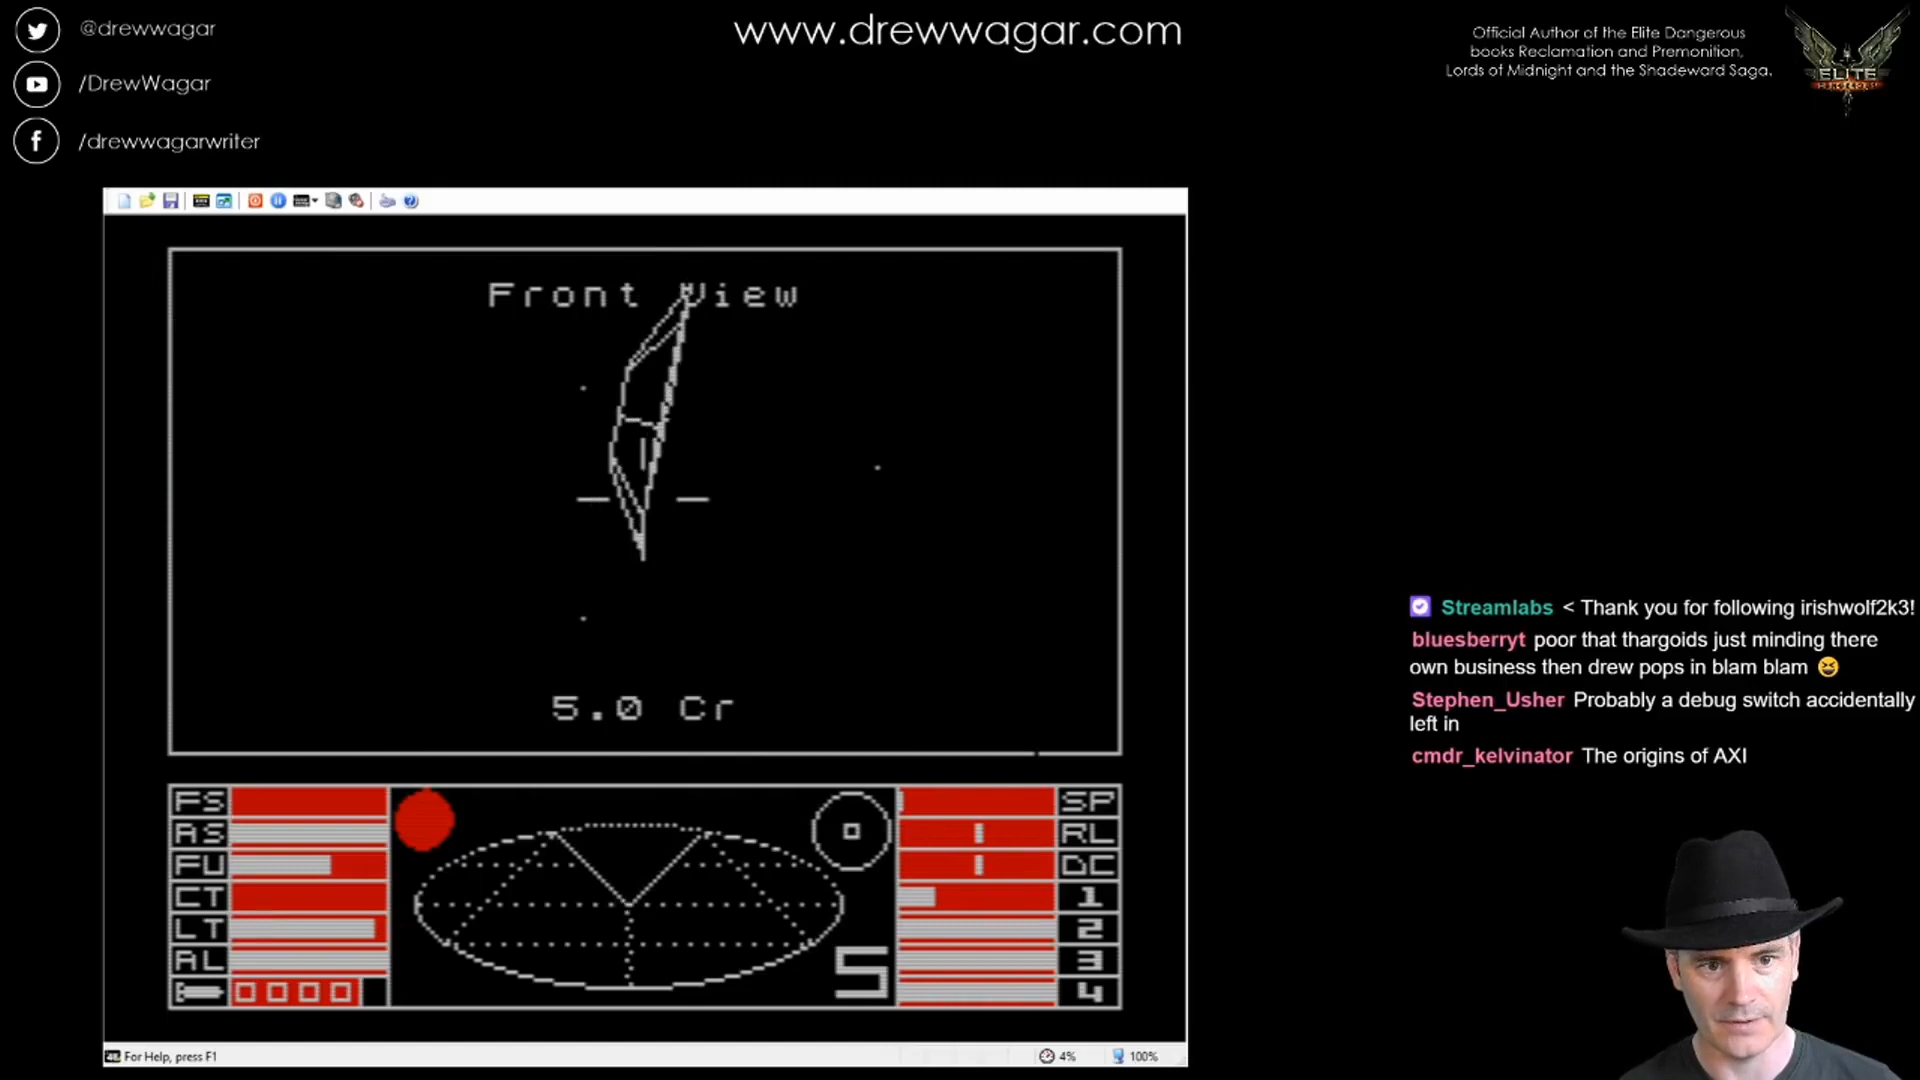 @drewwagar
/DrewWagar
/drewwagarwriter
www.drewwagar.com
Official Author of the Elite Dangerous
books Reclamation and Premonition,
Lords of Midnight and the Shadeward Saga.
ELITE
DANGEROUS
Front View
5.0 Cr
FS
AS
FU
CT
LT
AL
S
SP
RL
DC
1
2
3
4
For Help, press F1
4%
100%
Streamlabs < Thank you for following irishwolf2k3!
bluesberryt poor that thargoids just minding there
own business then drew pops in blam blam 😆
Stephen_Usher Probably a debug switch accidentally
left in
cmdr_kelvinator The origins of AXI